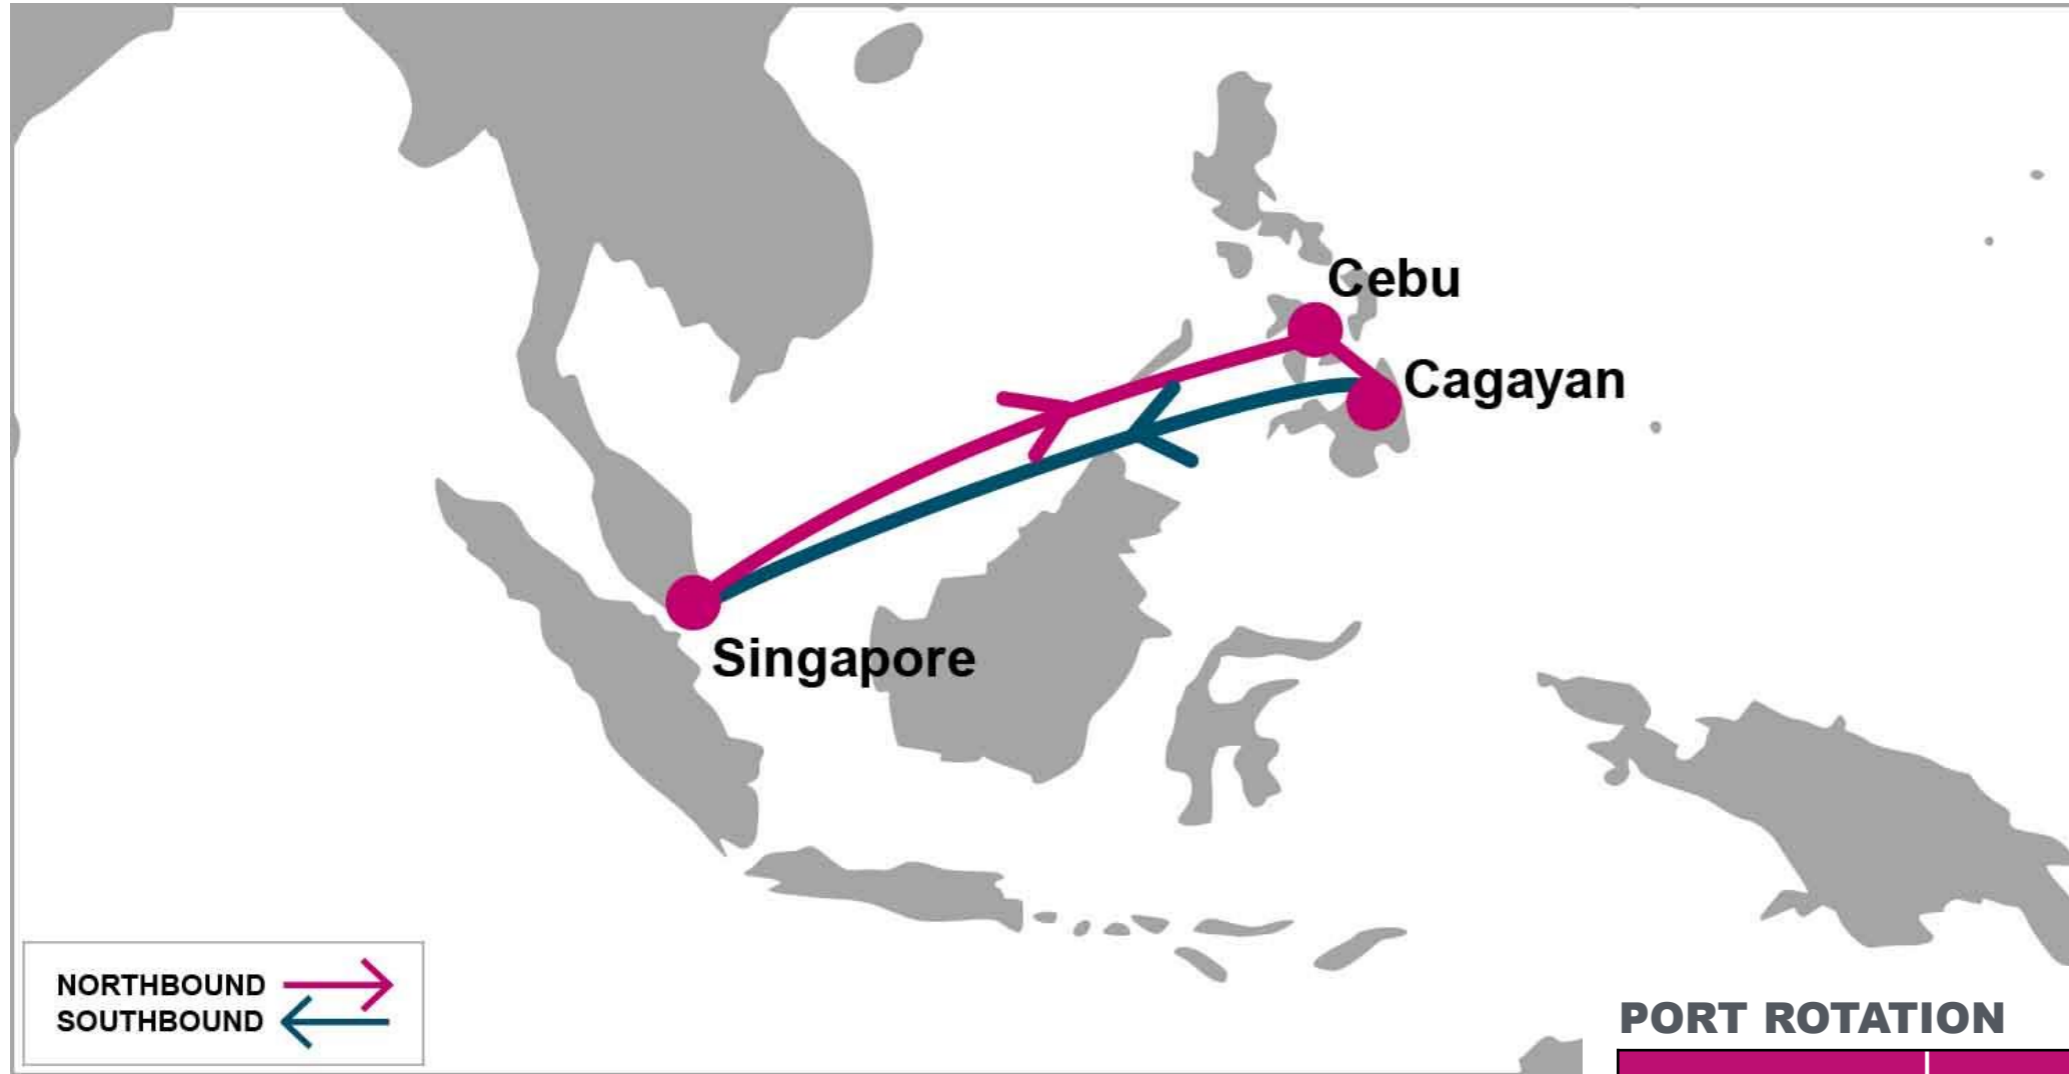 Cebu
Cagayan
Singapore
NORTHBOUND
SOUTHBOUND
PORT ROTATION